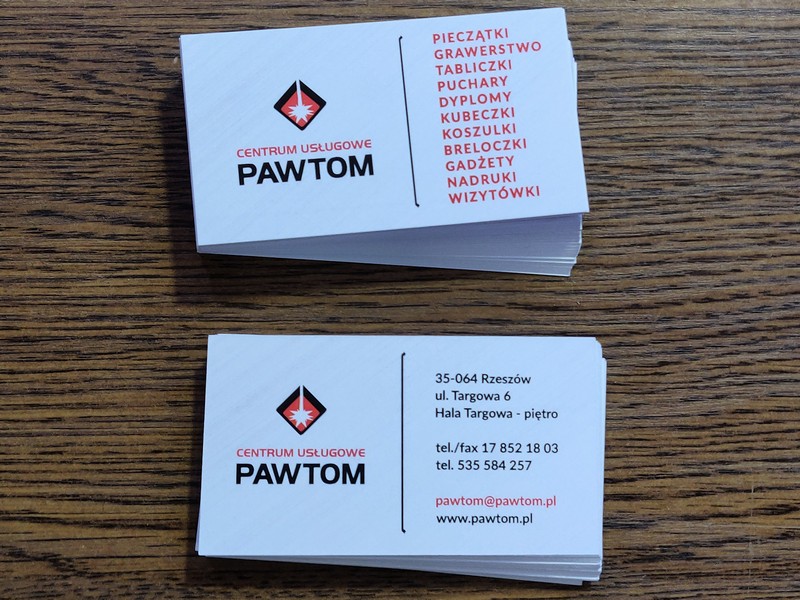 CENTRUM USŁUGOWE
PAWTOM
PIECZĄTKI
GRAWERSTWO
TABLICZKI
PUCHARY
DYPLOMY
KUBECZKI
KOSZULKI
BRELOCZKI
GADŻETY
NADRUKI
WIZYTÓWKI
CENTRUM USŁUGOWE
PAWTOM
35-064 Rzeszów
ul. Targowa 6
Hala Targowa - piętro
tel./fax 17 852 18 03
tel. 535 584 257
pawtom@pawtom.pl
www.pawtom.pl